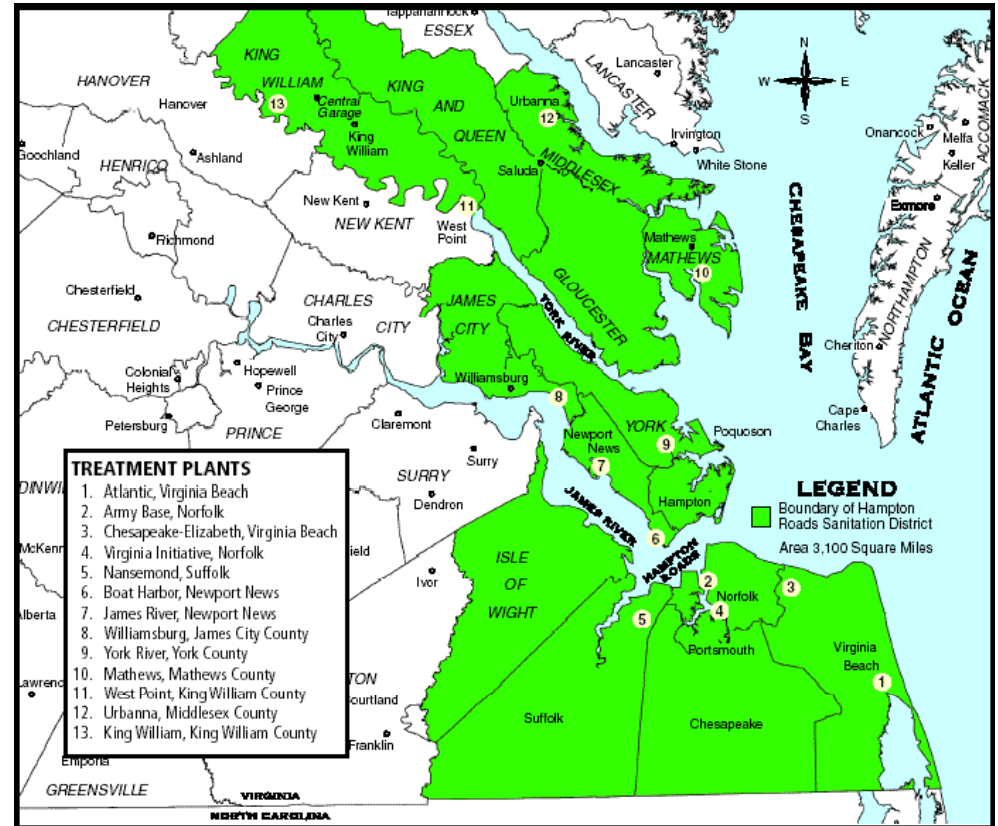 Tappahannock
ESSEX
KING
LANCASTER
Lancaster
N
W
E
S
HANOVER
Hanover
WILLIAM
KING
Urbanna
12
ACCOMACK
13
Central
Garage
AND
Onancock
Melfa
King
William
QUEEN
Irvington
Keller
Goochland
HENRICO
Ashland
White Stone
Saluda
MIDDLESEX
New Kent
11
Exmore
NEW KENT
West
Point
Mathews
MATHEWS
10
CHESAPEAKE BAY
Richmond
NORTHAMPTON
ATLANTIC OCEAN
Chesterfield
CHARLES
CITY
JAMES
CITY
YORK RIVER
GLOUCESTER
CHESTERFIELD
Charles
City
Cheriton
Colonial
Heights
Hopewell
Prince
George
Williamsburg
8
Cape
Charles
Petersburg
PRINCE
Claremont
YORK
9
Poquoson
Newport
News
7
Surry
SURRY
Dendron
Hampton
JAMES RIVER
6
HAMPTON
ROADS
LEGEND
Boundary of Hampton
Roads Sanitation District
Area 3,100 Square Miles
TREATMENT PLANTS
1. Atlantic, Virginia Beach
2. Army Base, Norfolk
3. Chesapeake-Elizabeth, Virginia Beach
4. Virginia Initiative, Norfolk
5. Nansemond, Suffolk
6. Boat Harbor, Newport News
7. James River, Newport News
8. Williamsburg, James City County
9. York River, York County
10. Mathews, Mathews County
11. West Point, King William County
12. Urbanna, Middlesex County
13. King William, King William County
DINWI
McKenn
ield
Ivor
ISLE
OF
WIGHT
2
Norfolk
3
4
5
Portsmouth
Alberta
Virginia
Beach
1
Lawrenc
TON
ourtland
Suffolk
Chesapeake
Franklin
Emporia
GREENSVILLE
VIRGINIA
NORTH CAROLINA